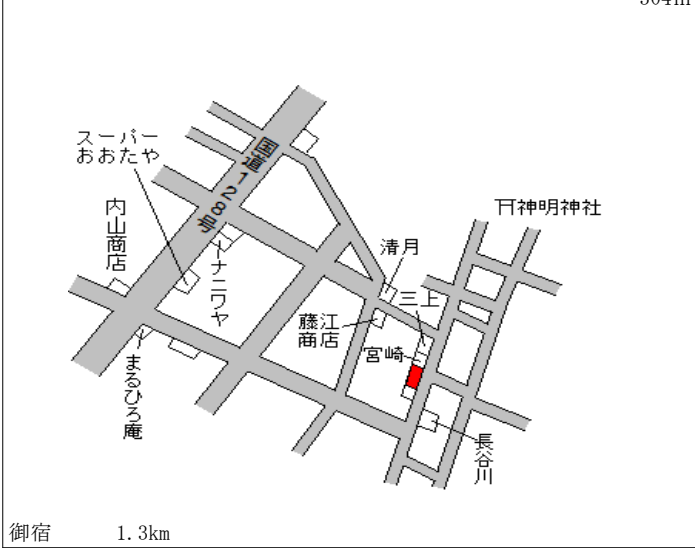 スーパー
おおたや
国道128号
内山商店
ナニワヤ
〒神明神社
清月
三上
藤江
商店
宮崎
まるひろ庵
長谷川
御宿 1.3km